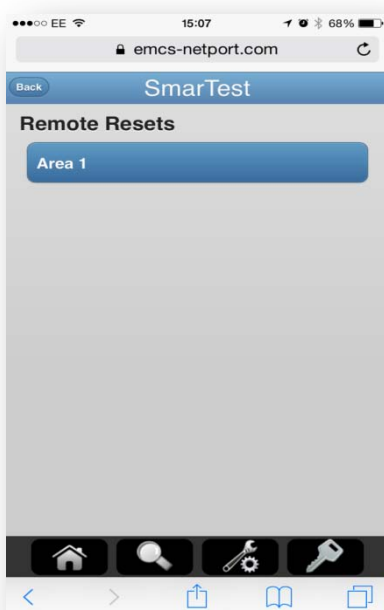 EE 15:07 68%
emcs-netport.com
Back SmarTest
Remote Resets
Area 1